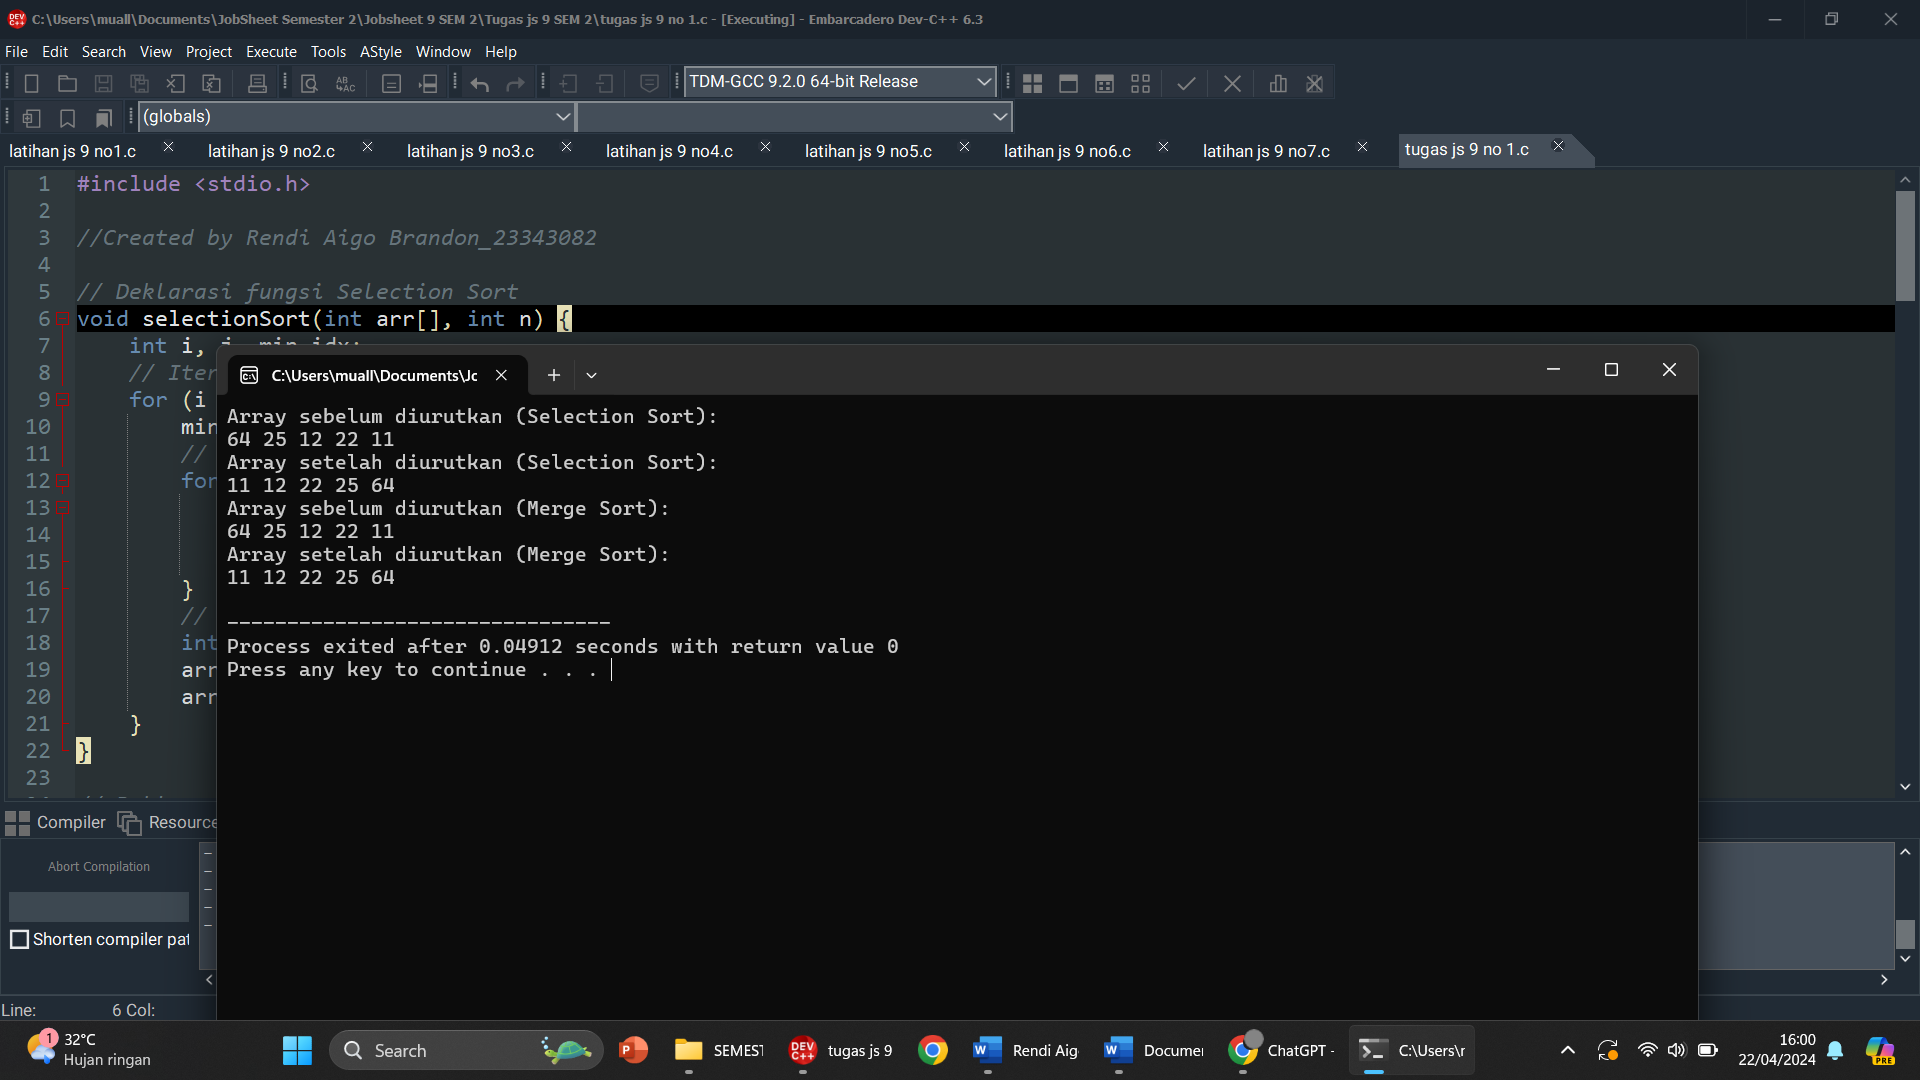 C:\Users\muall\Documents\JobSheet Semester 2\Jobsheet 9 SEM 2\Tugas js 9 SEM 2\tugas js 9 no 1.c - [Executing] - Embarcadero Dev-C++ 6.3
File Edit Search View Project Execute Tools AStyle Window Help
TDM-GCC 9.2.0 64-bit Release
(globals)
latihan js 9 no1.c latihan js 9 no2.c latihan js 9 no3.c latihan js 9 no4.c latihan js 9 no5.c latihan js 9 no6.c latihan js 9 no7.c tugas js 9 no 1.c
1 #include <stdio.h>
2
3 //Created by Rendi Aigo Brandon_23343082
4
5 // Deklarasi fungsi Selection Sort
6 void selectionSort(int arr[], int n) {
7 int i, j, min_idx;
8 // Iter
9 for (i
10 min
11 //
12 for
13
14
15
16 }
17 //
18 int
19 arr
20 arr
21 }
22 }
23
C:\Users\muall\Documents\Jc
Array sebelum diurutkan (Selection Sort):
64 25 12 22 11
Array setelah diurutkan (Selection Sort):
11 12 22 25 64
Array sebelum diurutkan (Merge Sort):
64 25 12 22 11
Array setelah diurutkan (Merge Sort):
11 12 22 25 64
--------------------------------
Process exited after 0.04912 seconds with return value 0
Press any key to continue . . .
Compiler Resource
Abort Compilation
Shorten compiler pat
Line: 6 Col:
1 32°C
Hujan ringan
Search
SEMEST
tugas js 9
Rendi Aig
Documen
ChatGPT -
C:\Users\r
16:00
22/04/2024
PRE